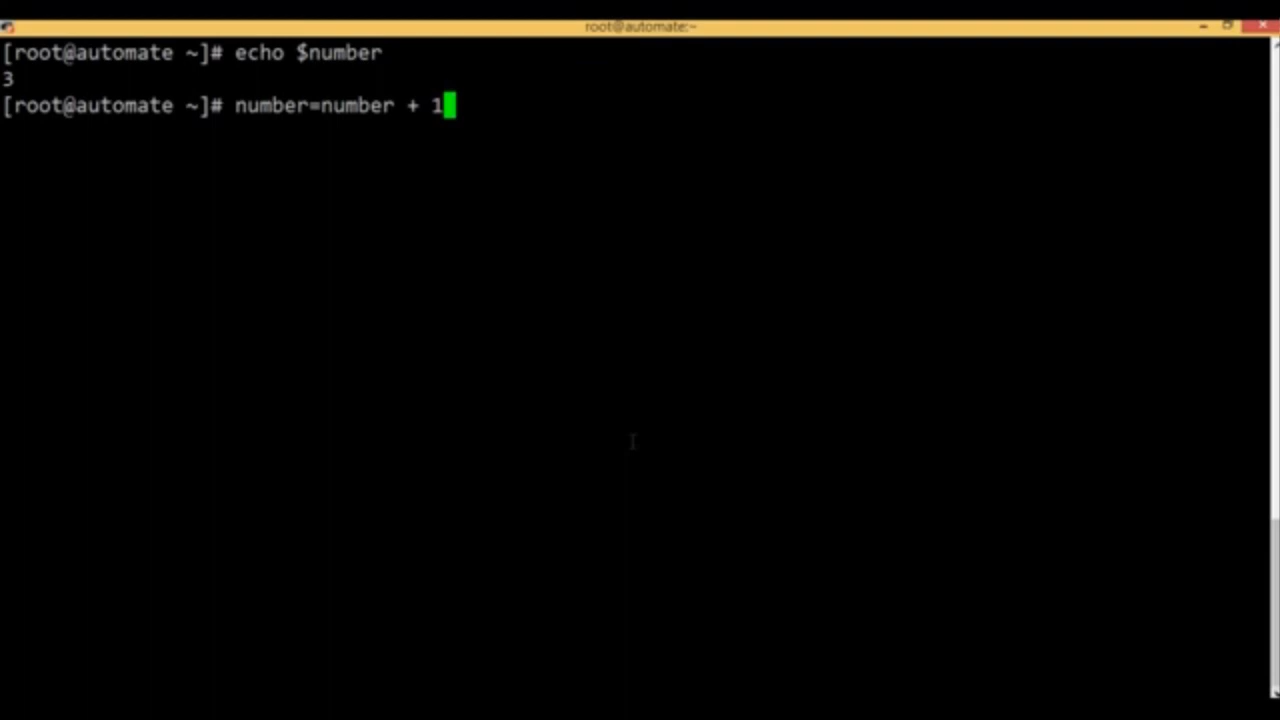 root@automate:~
[root@automate ~]# echo $number
3
[root@automate ~]# number=number + 1